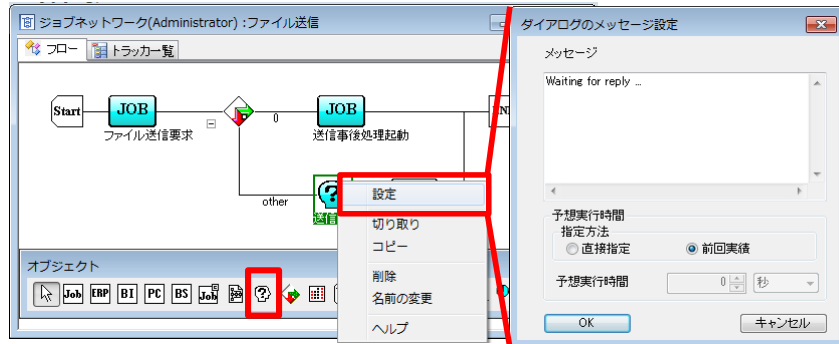 ジョブネットワーク(Administrator) :ファイル送信
フロー
トラッカ一覧
Start
JOB
ファイル送信要求
0
JOB
送信事後処理起動
other
設定
切り取り
コピー
削除
名前の変更
ヘルプ
オブジェクト
Job
ERP
BI
PC
BS
Job
ダイアログのメッセージ設定
メッセージ
Waiting for reply ...
予想実行時間
指定方法
直接指定
前回実績
予想実行時間
0
秒
OK
キャンセル